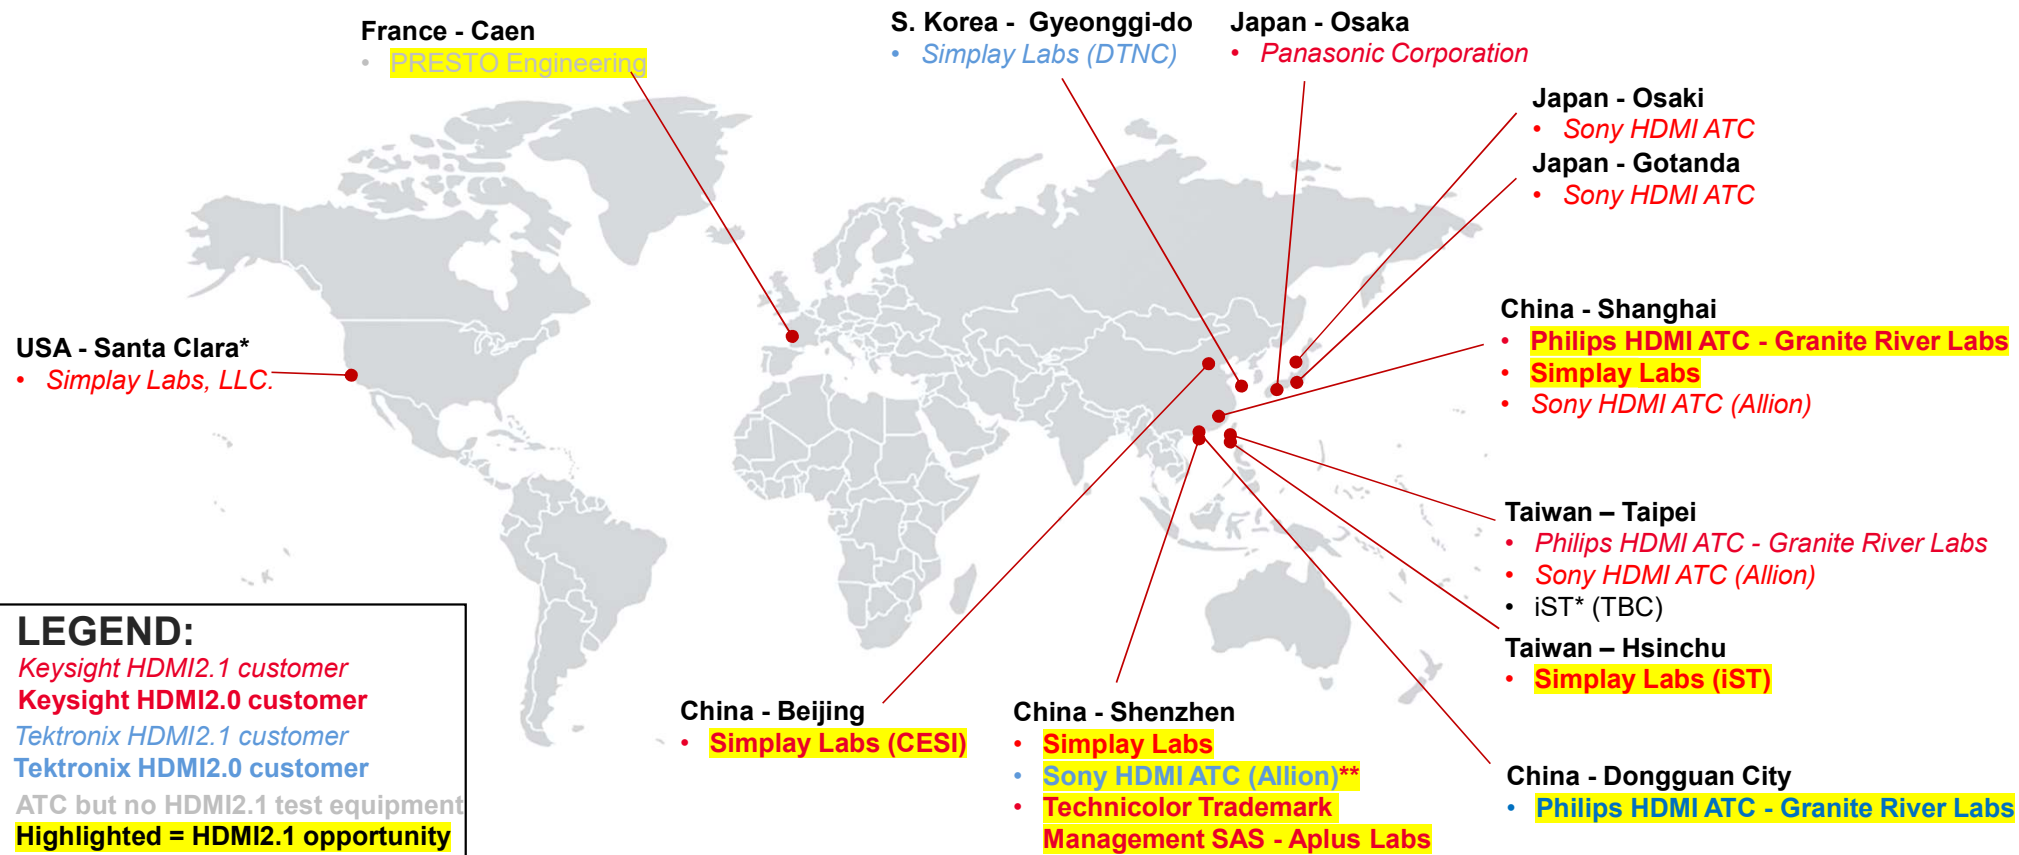 France - Caen
• PRESTO Engineering
S. Korea - Gyeonggi-do
• Simplay Labs (DTNC)
Japan - Osaka
• Panasonic Corporation
Japan - Osaki
• Sony HDMI ATC
Japan - Gotanda
• Sony HDMI ATC
USA - Santa Clara*
• Simplay Labs, LLC.
China - Shanghai
• Philips HDMI ATC - Granite River Labs
• Simplay Labs
• Sony HDMI ATC (Allion)
Taiwan – Taipei
• Philips HDMI ATC - Granite River Labs
• Sony HDMI ATC (Allion)
• iST* (TBC)
Taiwan – Hsinchu
• Simplay Labs (iST)
China - Beijing
• Simplay Labs (CESI)
China - Shenzhen
• Simplay Labs
• Sony HDMI ATC (Allion)**
• Technicolor Trademark
Management SAS - Aplus Labs
China - Dongguan City
• Philips HDMI ATC - Granite River Labs
LEGEND:
Keysight HDMI2.1 customer
Keysight HDMI2.0 customer
Tektronix HDMI2.1 customer
Tektronix HDMI2.0 customer
ATC but no HDMI2.1 test equipment
Highlighted = HDMI2.1 opportunity